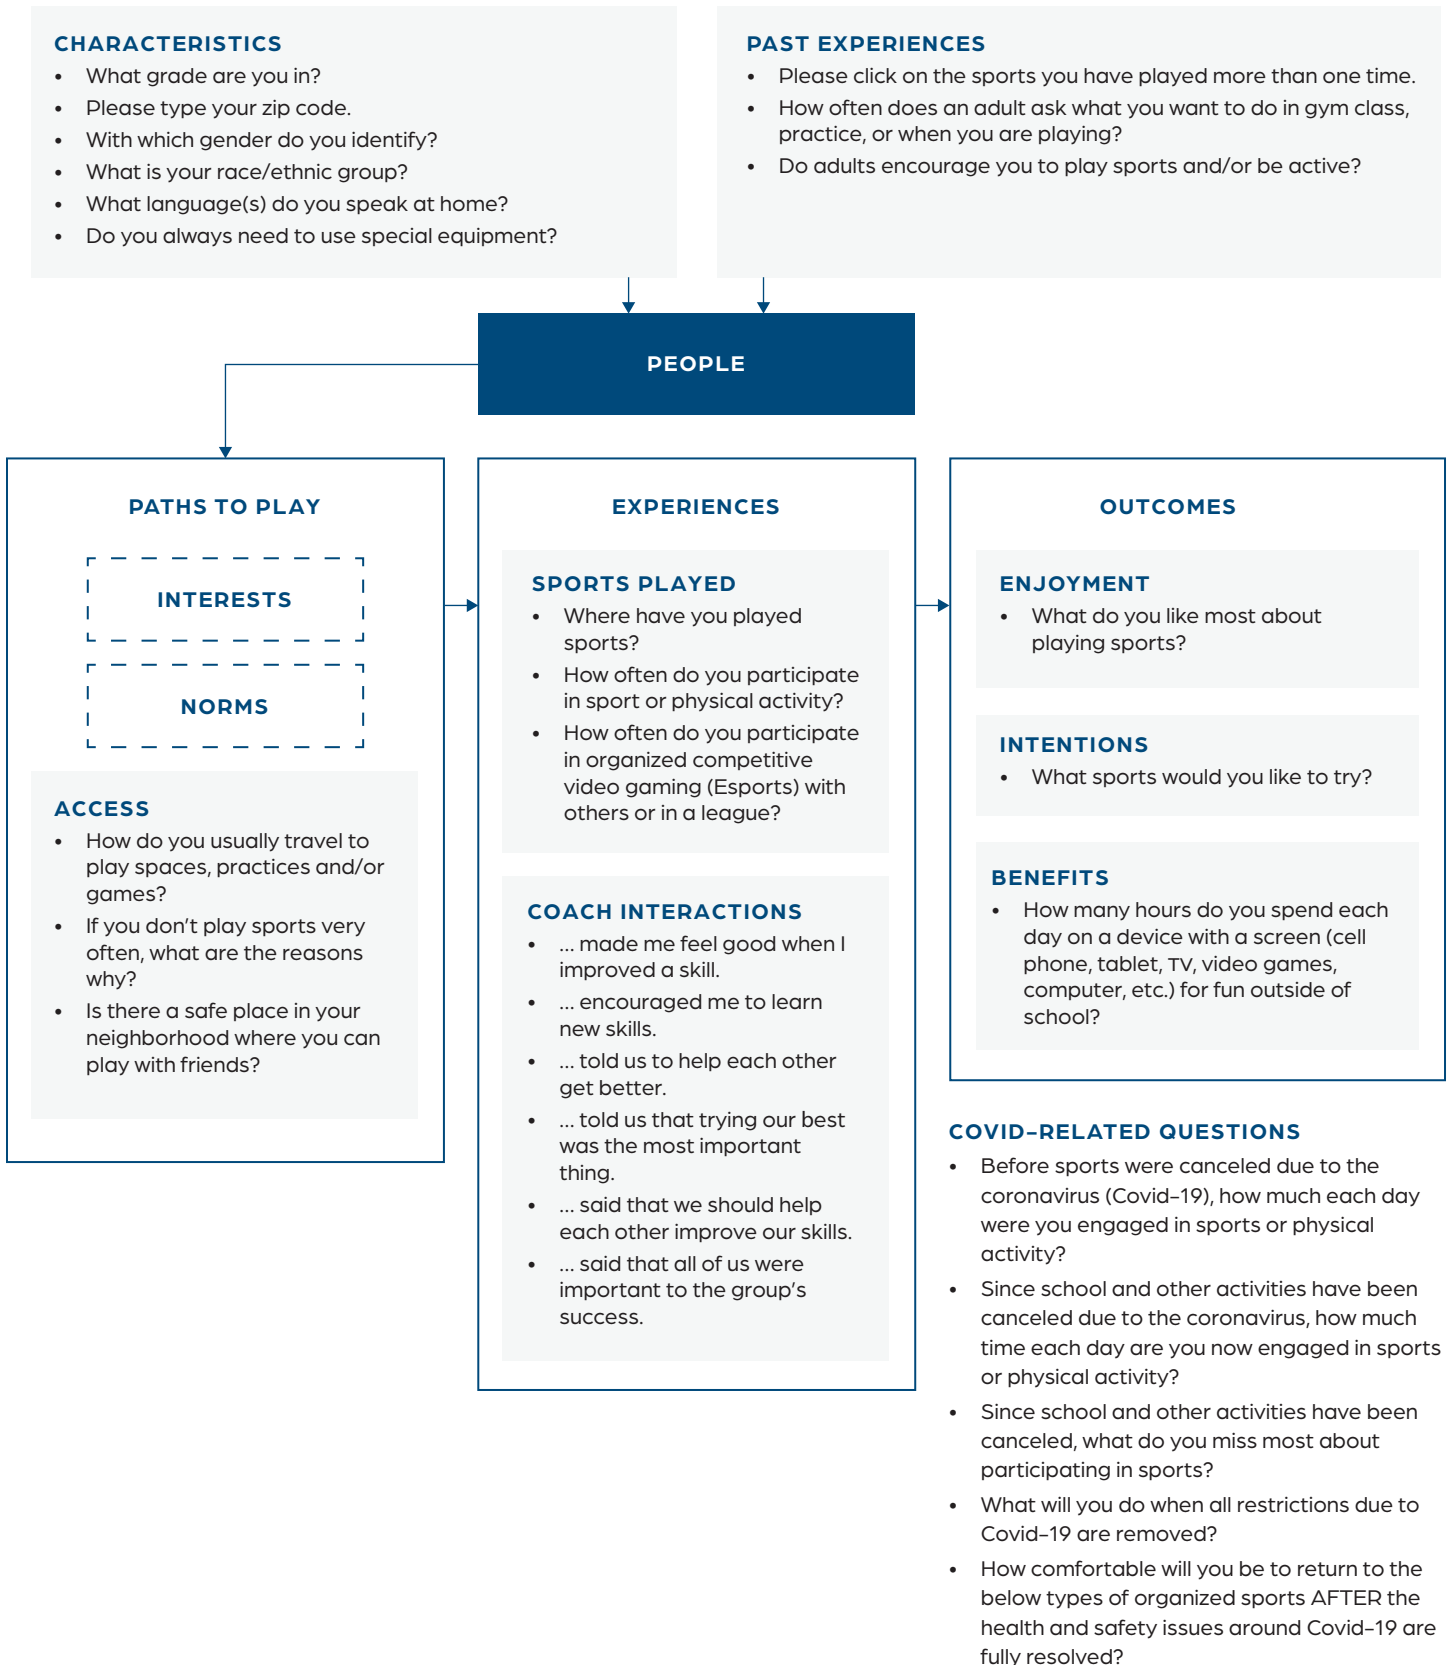 CHARACTERISTICS
• What grade are you in?
• Please type your zip code.
• With which gender do you identify?
• What is your race/ethnic group?
• What language(s) do you speak at home?
• Do you always need to use special equipment?
PAST EXPERIENCES
• Please click on the sports you have played more than one time.
• How often does an adult ask what you want to do in gym class,
practice, or when you are playing?
• Do adults encourage you to play sports and/or be active?
PEOPLE
PATHS TO PLAY
INTERESTS
NORMS
ACCESS
• How do you usually travel to
play spaces, practices and/or
games?
• If you don't play sports very
often, what are the reasons
why?
• Is there a safe place in your
neighborhood where you can
play with friends?
EXPERIENCES
SPORTS PLAYED
• Where have you played
sports?
• How often do you participate
in sport or physical activity?
• How often do you participate
in organized competitive
video gaming (Esports) with
others or in a league?
COACH INTERACTIONS
• ... made me feel good when I
improved a skill.
• ... encouraged me to learn
new skills.
• ... told us to help each other
get better.
• ... told us that trying our best
was the most important
thing.
• ... said that we should help
each other improve our skills.
• ... said that all of us were
important to the group's
success.
OUTCOMES
ENJOYMENT
• What do you like most about
playing sports?
INTENTIONS
• What sports would you like to try?
BENEFITS
• How many hours do you spend each
day on a device with a screen (cell
phone, tablet, TV, video games,
computer, etc.) for fun outside of
school?
COVID-RELATED QUESTIONS
• Before sports were canceled due to the
coronavirus (Covid-19), how much each day
were you engaged in sports or physical
activity?
• Since school and other activities have been
canceled due to the coronavirus, how much
time each day are you now engaged in sports
or physical activity?
• Since school and other activities have been
canceled, what do you miss most about
participating in sports?
• What will you do when all restrictions due to
Covid-19 are removed?
• How comfortable will you be to return to the
below types of organized sports AFTER the
health and safety issues around Covid-19 are
fully resolved?